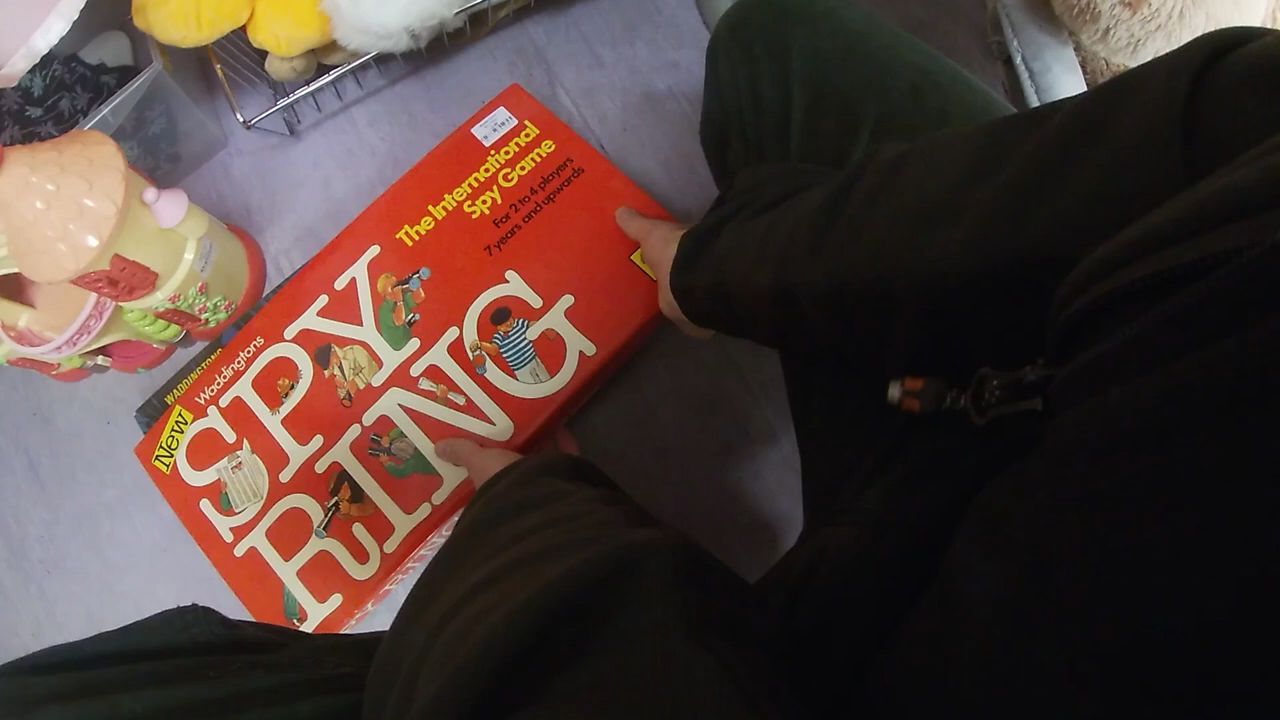 WADDINGTONS
Waddingtons
New
SPY
RING
The International
Spy Game
For 2 to 4 players
7 years and upwards